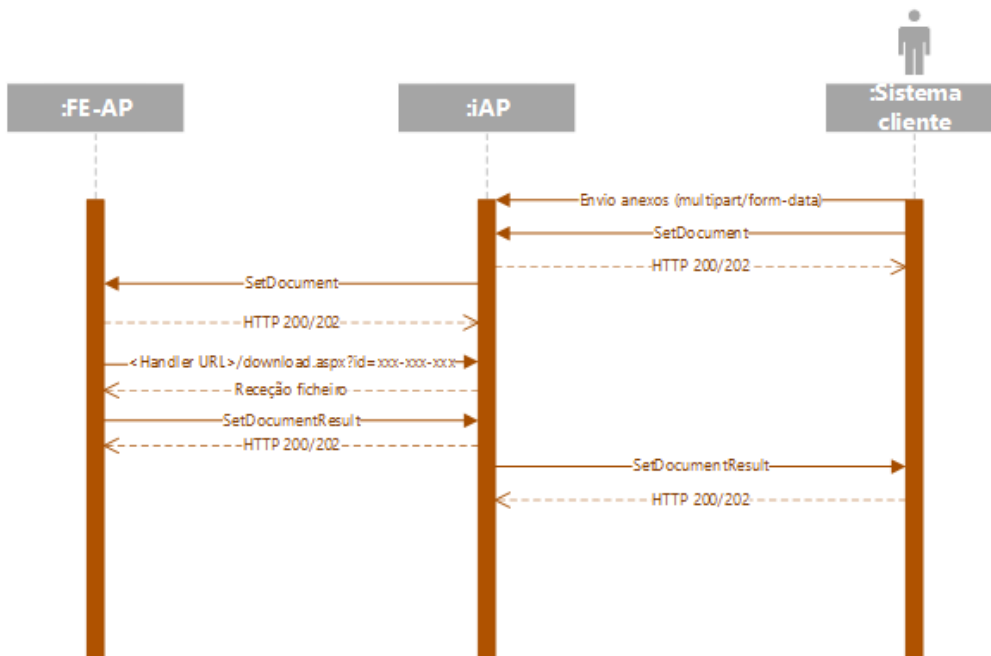 :FE-AP
:iAP
:Sistema
cliente
Envio anexos (multipart/form-data)
SetDocument
HTTP 200/202
SetDocument
HTTP 200/202
<Handler URL>/download.aspx?id=xxx-xxx-xxx
Receção ficheiro
SetDocumentResult
HTTP 200/202
SetDocumentResult
HTTP 200/202